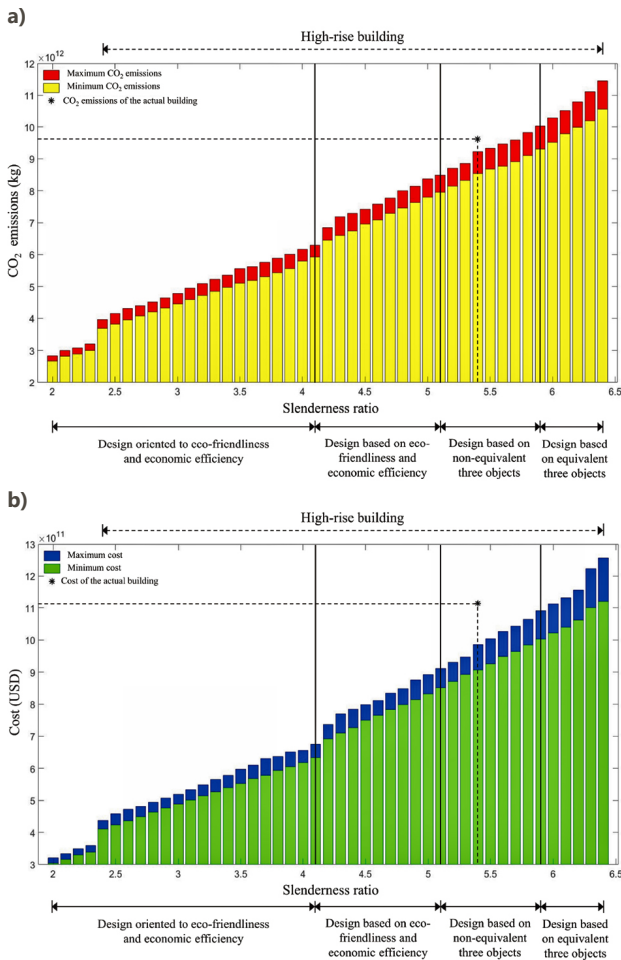 a)
High-rise building
×10¹²
Maximum CO₂ emissions
Minimum CO₂ emissions
CO₂ emissions of the actual building
12
11
10
9
8
7
6
5
4
3
2
CO₂ emissions (kg)
2 2.5 3 3.5 4 4.5 5 5.5 6 6.5
Slenderness ratio
Design oriented to eco-friendliness
and economic efficiency
Design based on eco-
friendliness and
economic efficiency
Design based on
non-equivalent
three objects
Design based
on equivalent
three objects
b)
High-rise building
×10¹¹
Maximum cost
Minimum cost
Cost of the actual building
13
12
11
10
9
8
7
6
5
4
3
Cost (USD)
2 2.5 3 3.5 4 4.5 5 5.5 6 6.5
Slenderness ratio
Design oriented to eco-friendliness
and economic efficiency
Design based on eco-
friendliness and
economic efficiency
Design based on
non-equivalent
three objects
Design based
on equivalent
three objects